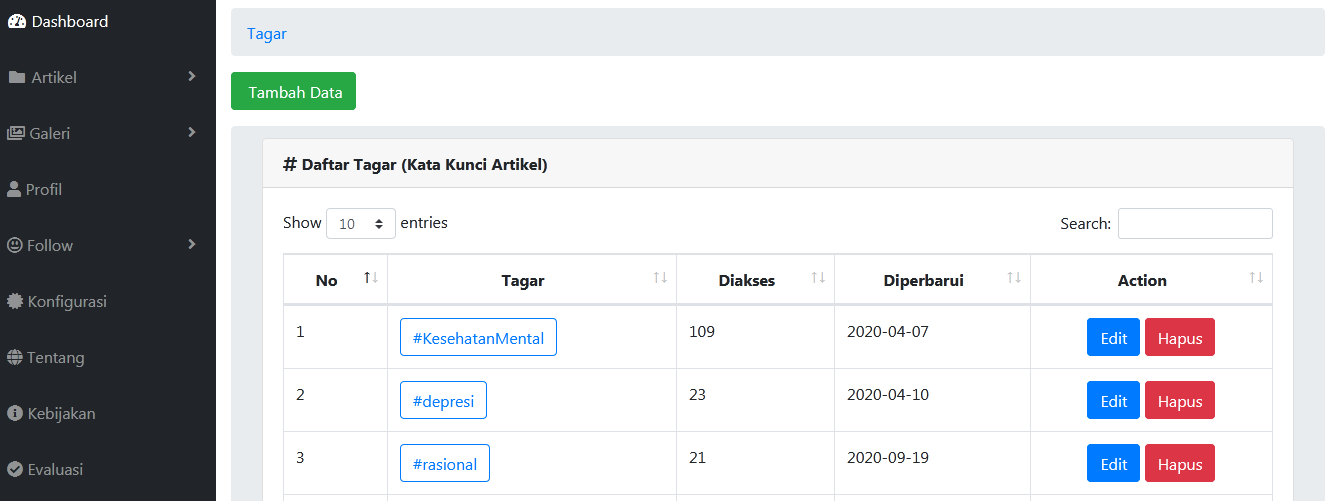 Dashboard
Artikel
Galeri
Profil
Follow
Konfigurasi
Tentang
Kebijakan
Evaluasi
Tagar
Tambah Data
# Daftar Tagar (Kata Kunci Artikel)
Show 10 entries Search:
No Tagar Diakses Diperbarui Action
1 #KesehatanMental 109 2020-04-07 Edit Hapus
2 #depresi 23 2020-04-10 Edit Hapus
3 #rasional 21 2020-09-19 Edit Hapus